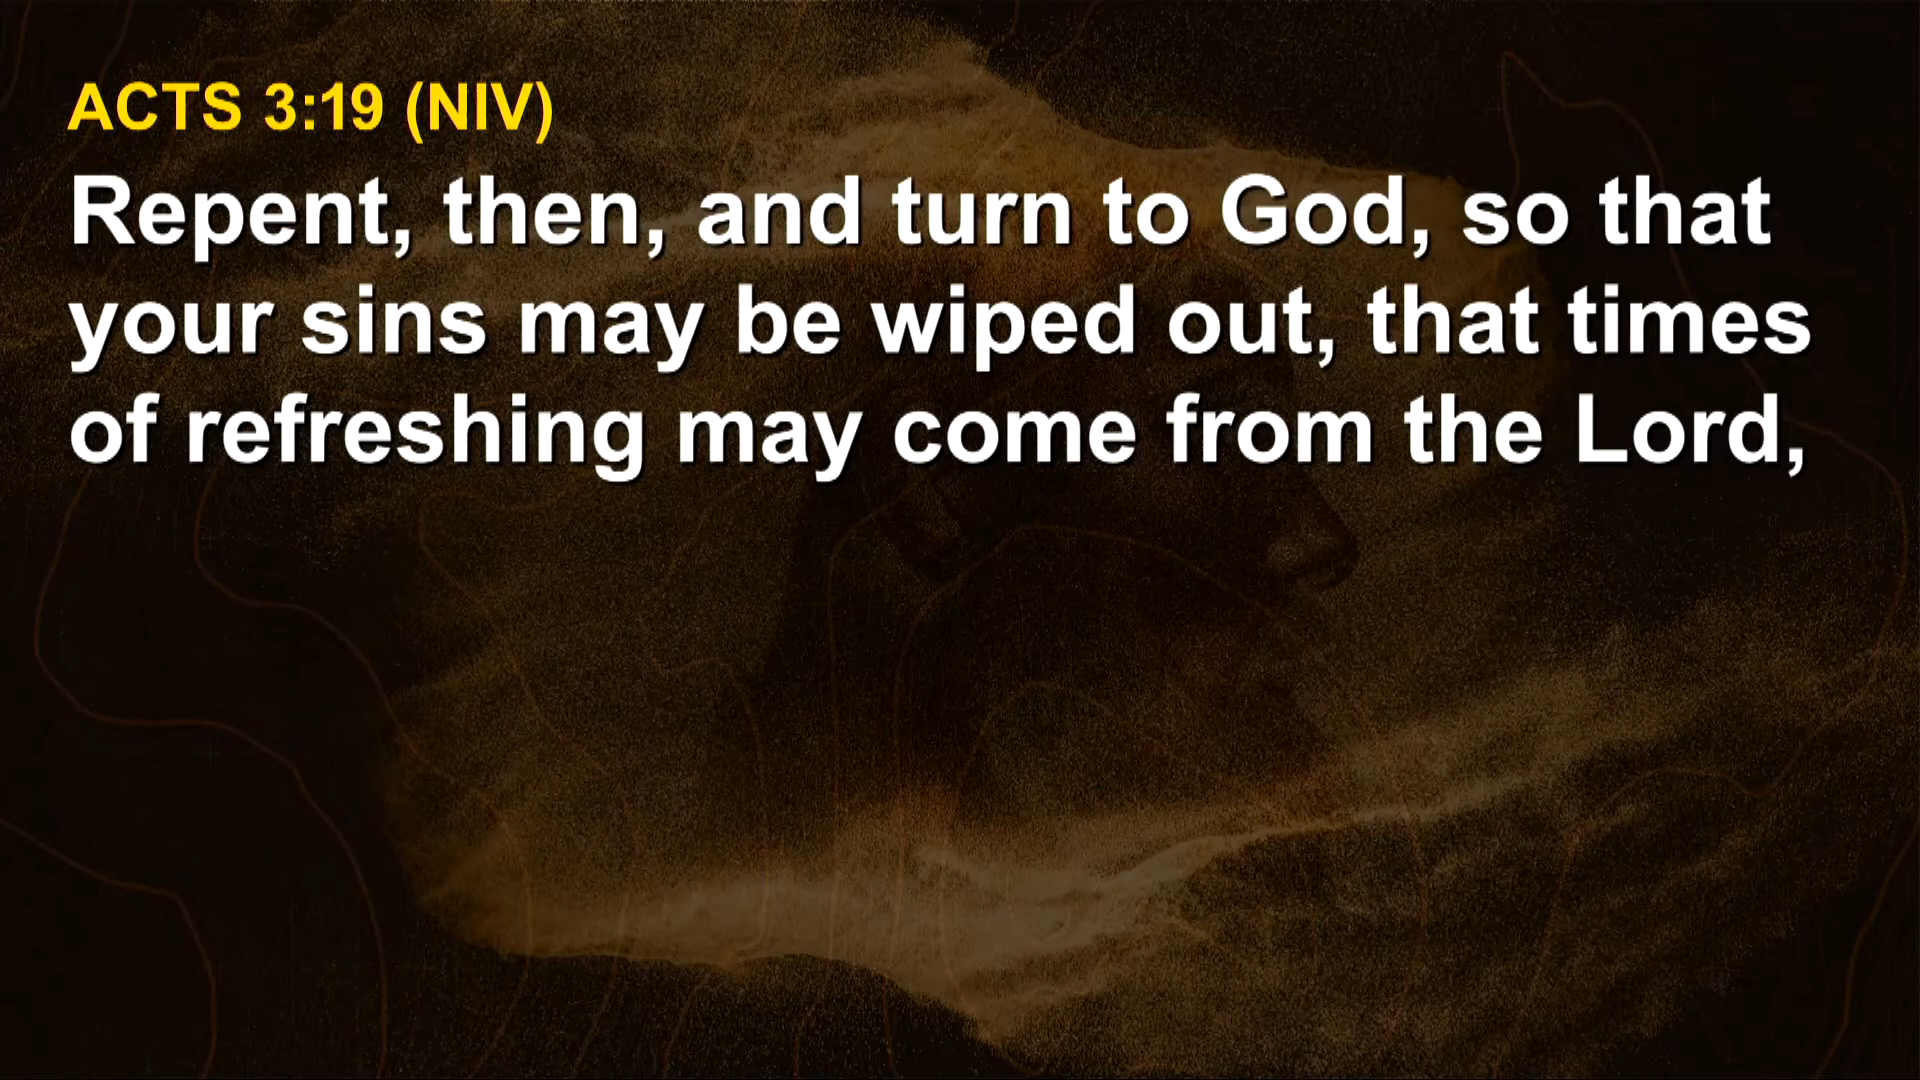 ACTS 3:19 (NIV)
Repent, then, and turn to God, so that
your sins may be wiped out, that times
of refreshing may come from the Lord,